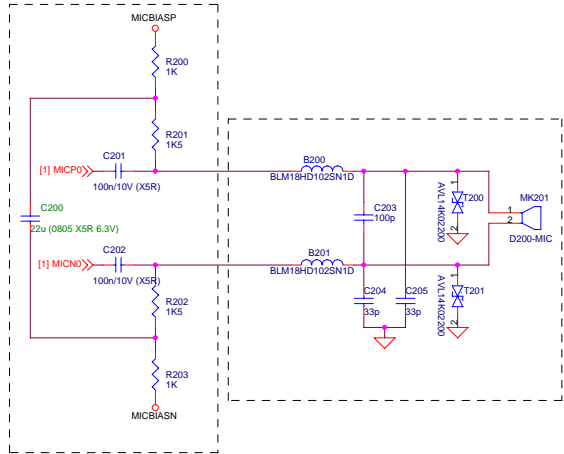 MICBIASP
R200
1K
R201
1K5
C201
[1] MICP0
100n/10V (X5R)
C200
22u (0805 X5R 6.3V)
C202
[1] MICN0
100n/10V (X5R)
R202
1K5
R203
1K
MICBIASN
B200
BLM18HD102SN1D
C203
100p
B201
BLM18HD102SN1D
C204
33p
C205
33p
1
T200
AVL14K02200
2
1
T201
AVL14K02200
2
MK201
1
2
D200-MIC